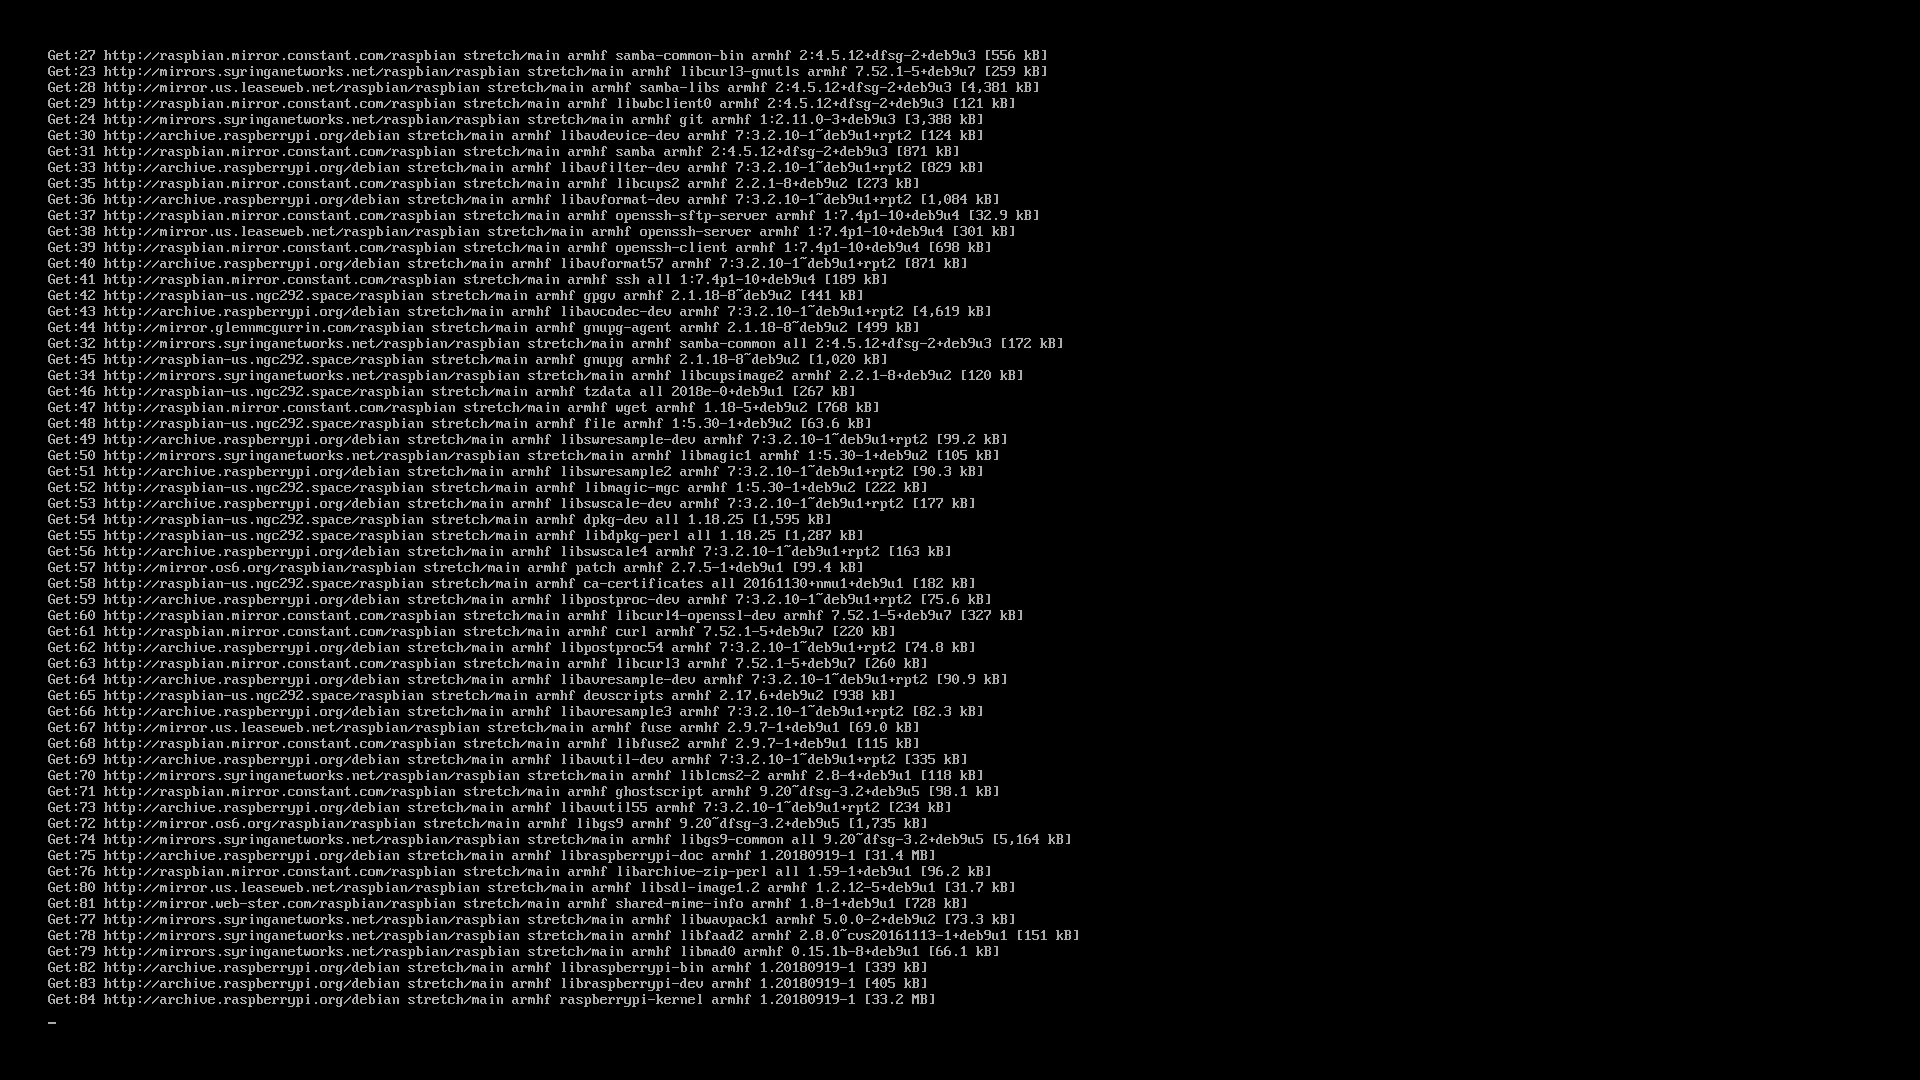 Get:27 http://raspbian.mirror.constant.com/raspbian stretch/main armhf samba-common-bin armhf 2:4.5.12+dfsg-2+deb9u3 [556 kB]
Get:23 http://mirrors.syringanetworks.net/raspbian/raspbian stretch/main armhf libcurl3-gnutls armhf 7.52.1-5+deb9u7 [259 kB]
Get:28 http://mirror.us.leaseweb.net/raspbian/raspbian stretch/main armhf samba-libs armhf 2:4.5.12+dfsg-2+deb9u3 [4,381 kB]
Get:29 http://raspbian.mirror.constant.com/raspbian stretch/main armhf libwbclient0 armhf 2:4.5.12+dfsg-2+deb9u3 [121 kB]
Get:24 http://mirrors.syringanetworks.net/raspbian/raspbian stretch/main armhf git armhf 1:2.11.0-3+deb9u3 [3,388 kB]
Get:30 http://archive.raspberrypi.org/debian stretch/main armhf libavdevice-dev armhf 7:3.2.10-1~deb9u1+rpt2 [124 kB]
Get:31 http://raspbian.mirror.constant.com/raspbian stretch/main armhf samba armhf 2:4.5.12+dfsg-2+deb9u3 [871 kB]
Get:33 http://archive.raspberrypi.org/debian stretch/main armhf libavfilter-dev armhf 7:3.2.10-1~deb9u1+rpt2 [829 kB]
Get:35 http://raspbian.mirror.constant.com/raspbian stretch/main armhf libcups2 armhf 2.2.1-8+deb9u2 [273 kB]
Get:36 http://archive.raspberrypi.org/debian stretch/main armhf libavformat-dev armhf 7:3.2.10-1~deb9u1+rpt2 [1,084 kB]
Get:37 http://raspbian.mirror.constant.com/raspbian stretch/main armhf openssh-sftp-server armhf 1:7.4p1-10+deb9u4 [32.9 kB]
Get:38 http://mirror.us.leaseweb.net/raspbian/raspbian stretch/main armhf openssh-server armhf 1:7.4p1-10+deb9u4 [301 kB]
Get:39 http://raspbian.mirror.constant.com/raspbian stretch/main armhf openssh-client armhf 1:7.4p1-10+deb9u4 [698 kB]
Get:40 http://archive.raspberrypi.org/debian stretch/main armhf libavformat57 armhf 7:3.2.10-1~deb9u1+rpt2 [871 kB]
Get:41 http://raspbian.mirror.constant.com/raspbian stretch/main armhf ssh all 1:7.4p1-10+deb9u4 [189 kB]
Get:42 http://raspbian-us.ngc292.space/raspbian stretch/main armhf gpgv armhf 2.1.18-8~deb9u2 [441 kB]
Get:43 http://archive.raspberrypi.org/debian stretch/main armhf libavcodec-dev armhf 7:3.2.10-1~deb9u1+rpt2 [4,619 kB]
Get:44 http://mirror.glennmcgurrin.com/raspbian stretch/main armhf gnupg-agent armhf 2.1.18-8~deb9u2 [499 kB]
Get:32 http://mirrors.syringanetworks.net/raspbian/raspbian stretch/main armhf samba-common all 2:4.5.12+dfsg-2+deb9u3 [172 kB]
Get:45 http://raspbian-us.ngc292.space/raspbian stretch/main armhf gnupg armhf 2.1.18-8~deb9u2 [1,020 kB]
Get:34 http://mirrors.syringanetworks.net/raspbian/raspbian stretch/main armhf libcupsimage2 armhf 2.2.1-8+deb9u2 [120 kB]
Get:46 http://raspbian-us.ngc292.space/raspbian stretch/main armhf tzdata all 2018e-0+deb9u1 [267 kB]
Get:47 http://raspbian.mirror.constant.com/raspbian stretch/main armhf wget armhf 1.18-5+deb9u2 [768 kB]
Get:48 http://raspbian-us.ngc292.space/raspbian stretch/main armhf file armhf 1:5.30-1+deb9u2 [63.6 kB]
Get:49 http://archive.raspberrypi.org/debian stretch/main armhf libswresample-dev armhf 7:3.2.10-1~deb9u1+rpt2 [99.2 kB]
Get:50 http://mirrors.syringanetworks.net/raspbian/raspbian stretch/main armhf libmagic1 armhf 1:5.30-1+deb9u2 [105 kB]
Get:51 http://archive.raspberrypi.org/debian stretch/main armhf libswresample2 armhf 7:3.2.10-1~deb9u1+rpt2 [90.3 kB]
Get:52 http://raspbian-us.ngc292.space/raspbian stretch/main armhf libmagic-mgc armhf 1:5.30-1+deb9u2 [222 kB]
Get:53 http://archive.raspberrypi.org/debian stretch/main armhf libswscale-dev armhf 7:3.2.10-1~deb9u1+rpt2 [177 kB]
Get:54 http://raspbian-us.ngc292.space/raspbian stretch/main armhf dpkg-dev all 1.18.25 [1,595 kB]
Get:55 http://raspbian-us.ngc292.space/raspbian stretch/main armhf libdpkg-perl all 1.18.25 [1,287 kB]
Get:56 http://archive.raspberrypi.org/debian stretch/main armhf libswscale4 armhf 7:3.2.10-1~deb9u1+rpt2 [163 kB]
Get:57 http://mirror.os6.org/raspbian/raspbian stretch/main armhf patch armhf 2.7.5-1+deb9u1 [99.4 kB]
Get:58 http://raspbian-us.ngc292.space/raspbian stretch/main armhf ca-certificates all 20161130+nmu1+deb9u1 [182 kB]
Get:59 http://archive.raspberrypi.org/debian stretch/main armhf libpostproc-dev armhf 7:3.2.10-1~deb9u1+rpt2 [75.6 kB]
Get:60 http://raspbian.mirror.constant.com/raspbian stretch/main armhf libcurl4-openssl-dev armhf 7.52.1-5+deb9u7 [327 kB]
Get:61 http://raspbian.mirror.constant.com/raspbian stretch/main armhf curl armhf 7.52.1-5+deb9u7 [220 kB]
Get:62 http://archive.raspberrypi.org/debian stretch/main armhf libpostproc54 armhf 7:3.2.10-1~deb9u1+rpt2 [74.8 kB]
Get:63 http://raspbian.mirror.constant.com/raspbian stretch/main armhf libcurl3 armhf 7.52.1-5+deb9u7 [260 kB]
Get:64 http://archive.raspberrypi.org/debian stretch/main armhf libavresample-dev armhf 7:3.2.10-1~deb9u1+rpt2 [90.9 kB]
Get:65 http://raspbian-us.ngc292.space/raspbian stretch/main armhf devscripts armhf 2.17.6+deb9u2 [938 kB]
Get:66 http://archive.raspberrypi.org/debian stretch/main armhf libavresample3 armhf 7:3.2.10-1~deb9u1+rpt2 [82.3 kB]
Get:67 http://mirror.us.leaseweb.net/raspbian/raspbian stretch/main armhf fuse armhf 2.9.7-1+deb9u1 [69.0 kB]
Get:68 http://raspbian.mirror.constant.com/raspbian stretch/main armhf libfuse2 armhf 2.9.7-1+deb9u1 [115 kB]
Get:69 http://archive.raspberrypi.org/debian stretch/main armhf libavutil-dev armhf 7:3.2.10-1~deb9u1+rpt2 [335 kB]
Get:70 http://mirrors.syringanetworks.net/raspbian/raspbian stretch/main armhf liblcms2-2 armhf 2.8-4+deb9u1 [118 kB]
Get:71 http://raspbian.mirror.constant.com/raspbian stretch/main armhf ghostscript armhf 9.20~dfsg-3.2+deb9u5 [98.1 kB]
Get:73 http://archive.raspberrypi.org/debian stretch/main armhf libavutil55 armhf 7:3.2.10-1~deb9u1+rpt2 [234 kB]
Get:72 http://mirror.os6.org/raspbian/raspbian stretch/main armhf libgs9 armhf 9.20~dfsg-3.2+deb9u5 [1,735 kB]
Get:74 http://mirrors.syringanetworks.net/raspbian/raspbian stretch/main armhf libgs9-common all 9.20~dfsg-3.2+deb9u5 [5,164 kB]
Get:75 http://archive.raspberrypi.org/debian stretch/main armhf libraspberrypi-doc armhf 1.20180919-1 [31.4 MB]
Get:76 http://raspbian.mirror.constant.com/raspbian stretch/main armhf libarchive-zip-perl all 1.59-1+deb9u1 [96.2 kB]
Get:80 http://mirror.us.leaseweb.net/raspbian/raspbian stretch/main armhf libsdl-image1.2 armhf 1.2.12-5+deb9u1 [31.7 kB]
Get:81 http://mirror.web-ster.com/raspbian/raspbian stretch/main armhf shared-mime-info armhf 1.8-1+deb9u1 [728 kB]
Get:77 http://mirrors.syringanetworks.net/raspbian/raspbian stretch/main armhf libwavpack1 armhf 5.0.0-2+deb9u2 [73.3 kB]
Get:78 http://mirrors.syringanetworks.net/raspbian/raspbian stretch/main armhf libfaad2 armhf 2.8.0~cvs20161113-1+deb9u1 [151 kB]
Get:79 http://mirrors.syringanetworks.net/raspbian/raspbian stretch/main armhf libmad0 armhf 0.15.1b-8+deb9u1 [66.1 kB]
Get:82 http://archive.raspberrypi.org/debian stretch/main armhf libraspberrypi-bin armhf 1.20180919-1 [339 kB]
Get:83 http://archive.raspberrypi.org/debian stretch/main armhf libraspberrypi-dev armhf 1.20180919-1 [405 kB]
Get:84 http://archive.raspberrypi.org/debian stretch/main armhf raspberrypi-kernel armhf 1.20180919-1 [33.2 MB]
_